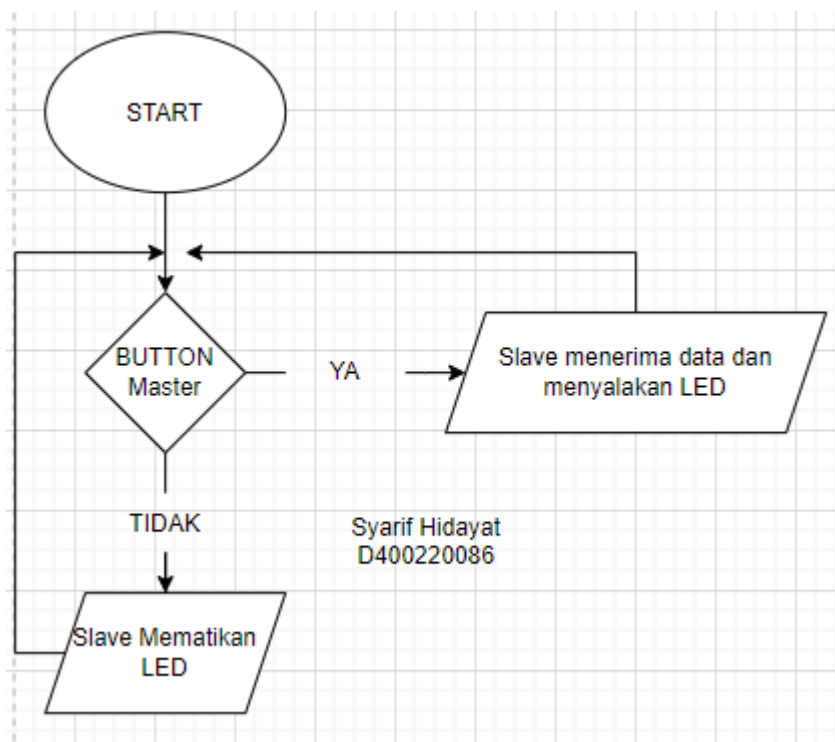 START
BUTTON
Master
YA
Slave menerima data dan
menyalakan LED
TIDAK
Syarif Hidayat
D400220086
Slave Mematikan
LED